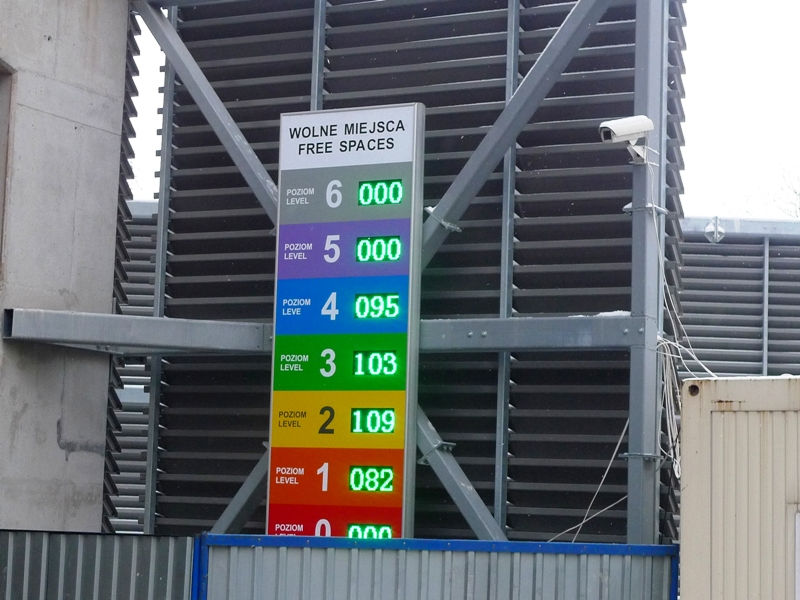 WOLNE MIEJSCA
FREE SPACES
POZIOM
LEVEL
6 000
POZIOM
LEVEL
5 000
POZIOM
LEVE
4 095
POZIOM
LEVEL
3 103
POZIOM
LEVEL
2 109
POZIOM
LEVEL
1 082
POZIOM
0 000